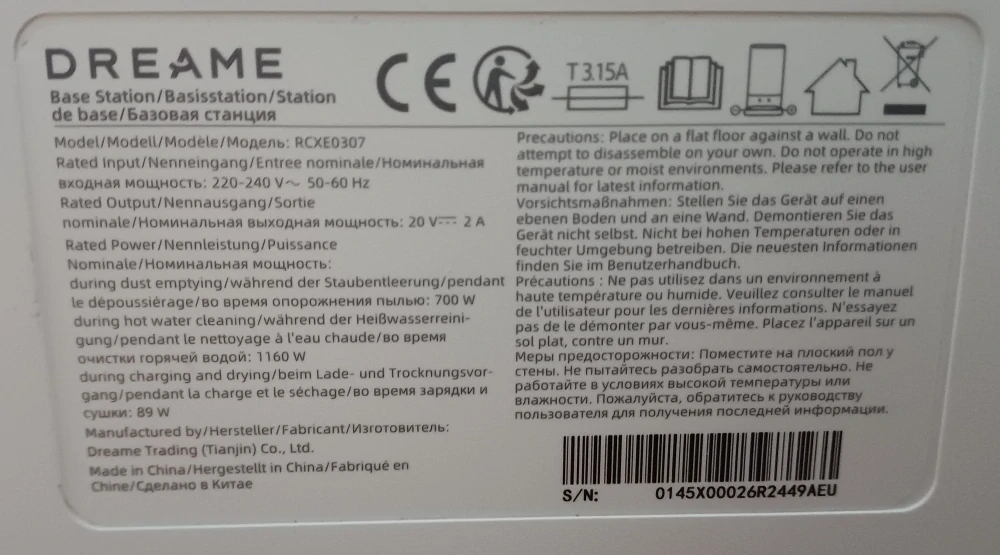 DREAME
Base Station/Basisstation/Station
de base/Базовая станция
T 3.15A
Model/Modell/Modèle/Модель: RCXE0307
Rated Input/Nenneingang/Entree nominale/Номинальная
входная мощность: 220-240 V～ 50-60 Hz
Rated Output/Nennausgang/Sortie
nominale/Номинальная выходная мощность: 20 V⎓ 2 A
Rated Power/Nennleistung/Puissance
Nominale/Номинальная мощность:
during dust emptying/während der Staubentleerung/pendant
le dépoussiérage/во время опорожнения пылью: 700 W
during hot water cleaning/während der Heißwasserreini-
gung/pendant le nettoyage à l'eau chaude/во время
очистки горячей водой: 1160 W
during charging and drying/beim Lade- und Trocknungsvor-
gang/pendant la charge et le séchage/во время зарядки и
сушки: 89 W
Manufactured by/Hersteller/Fabricant/Изготовитель:
Dreame Trading (Tianjin) Co., Ltd.
Made in China/Hergestellt in China/Fabriqué en
Chine/Сделано в Китае
Precautions: Place on a flat floor against a wall. Do not
attempt to disassemble on your own. Do not operate in high
temperature or moist environments. Please refer to the user
manual for latest information.
Vorsichtsmaßnahmen: Stellen Sie das Gerät auf einen
ebenen Boden und an eine Wand. Demontieren Sie das
Gerät nicht selbst. Nicht bei hohen Temperaturen oder in
feuchter Umgebung betreiben. Die neuesten Informationen
finden Sie im Benutzerhandbuch.
Précautions : Ne pas utilisez dans un environnement à
haute température ou humide. Veuillez consulter le manuel
de l'utilisateur pour les dernières informations. N'essayez
pas de le démonter par vous-même. Placez l'appareil sur un
sol plat, contre un mur.
Меры предосторожности: Поместите на плоский пол у
стены. Не пытайтесь разобрать самостоятельно. Не
работайте в условиях высокой температуры или
влажности. Пожалуйста, обратитесь к руководству
пользователя для получения последней информации.
S/N: 0145X00026R2449AEU